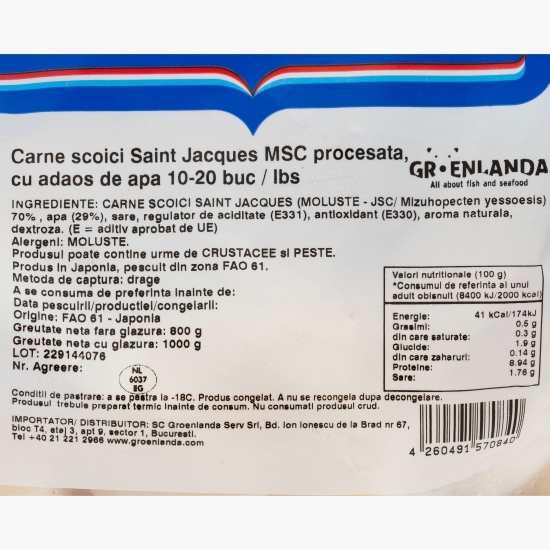 Carne scoici Saint Jacques MSC procesata,
cu adaos de apa 10-20 buc / lbs
GROENLANDA
All about fish and seafood
INGREDIENTE: CARNE SCOICI SAINT JACQUES (MOLUSTE - JSC/ Mizuhopecten yessoesis)
70% , apa (29%), sare, regulator de aciditate (E331), antioxidant (E330), aroma naturala,
dextroza. (E = aditiv aprobat de UE)
Alergeni: MOLUSTE.
Produsul poate contine urme de CRUSTACEE si PESTE.
Produs in Japonia, pescuit din zona FAO 61.
Metoda de captura: drage
A se consuma de preferinta inainte de:
Data pescuirii/productiei/congelarii:
Origine: FAO 61 - Japonia
Greutate neta fara glazura: 800 g
Greutate neta cu glazura: 1000 g
LOT: 229144076
Nr. Agreere:
NL
6037
EG
Valori nutritionale (100 g)
*Consumul de referinta al unui
adult obisnuit (8400 kJ/2000 kcal)
Energie: 41 kCal/174kJ
Grasimi: 0.5 g
din care saturate: 0.3 g
Glucide: 1.9 g
din care zaharuri: 0.14 g
Proteine: 8.94 g
Sare: 1.76 g
Conditii de pastrare: a se pastra la -18C. Produs congelat. A nu se recongela dupa decongelare.
Produsul trebuie preparat termic inainte de consum. Nu consumati produsul crud.
IMPORTATOR/ DISTRIBUITOR: SC Groenlanda Serv Srl, Bd. Ion Ionescu de la Brad nr 67,
bloc T4, etaj 3, apt 9, sector 1, Bucuresti.
Tel +40 21 221 2966 www.groenlanda.com
4 260491 570840